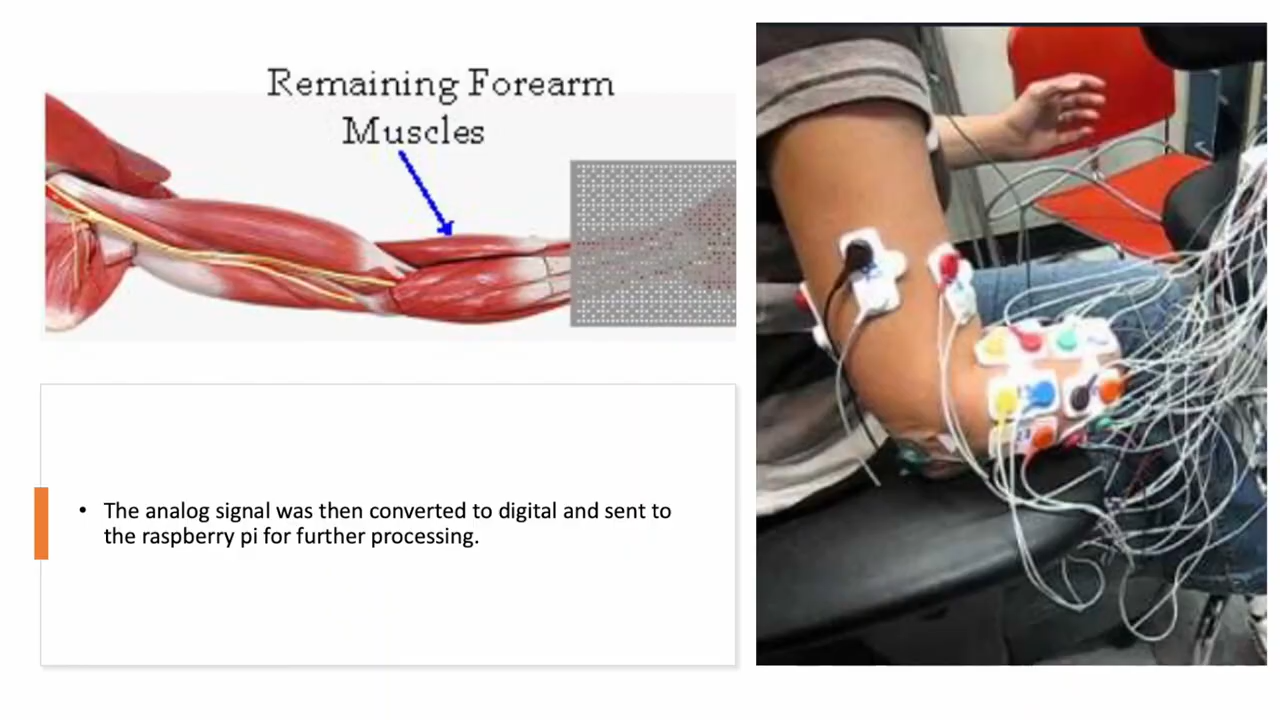 Remaining Forearm
Muscles
• The analog signal was then converted to digital and sent to
the raspberry pi for further processing.